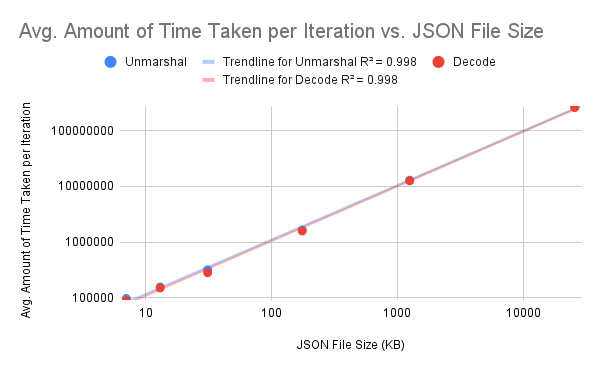 Avg. Amount of Time Taken per Iteration vs. JSON File Size
Unmarshal
Trendline for Unmarshal R² = 0.998
Decode
Trendline for Decode R² = 0.998
Avg. Amount of Time Taken per Iteration
100000000
10000000
1000000
100000
10
100
1000
10000
JSON File Size (KB)